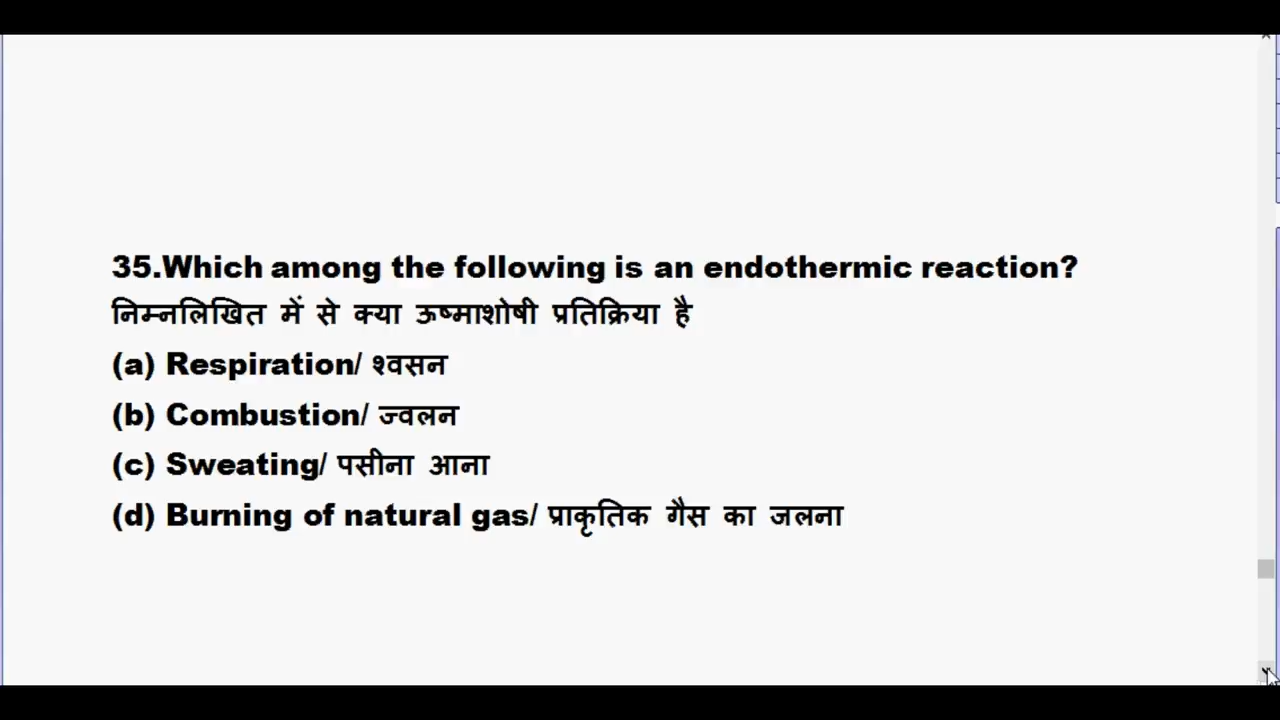 35.Which among the following is an endothermic reaction?
निम्नलिखित में से क्या ऊष्माशोषी प्रतिक्रिया है
(a) Respiration/ श्वसन
(b) Combustion/ ज्वलन
(c) Sweating/ पसीना आना
(d) Burning of natural gas/ प्राकृतिक गैस का जलना